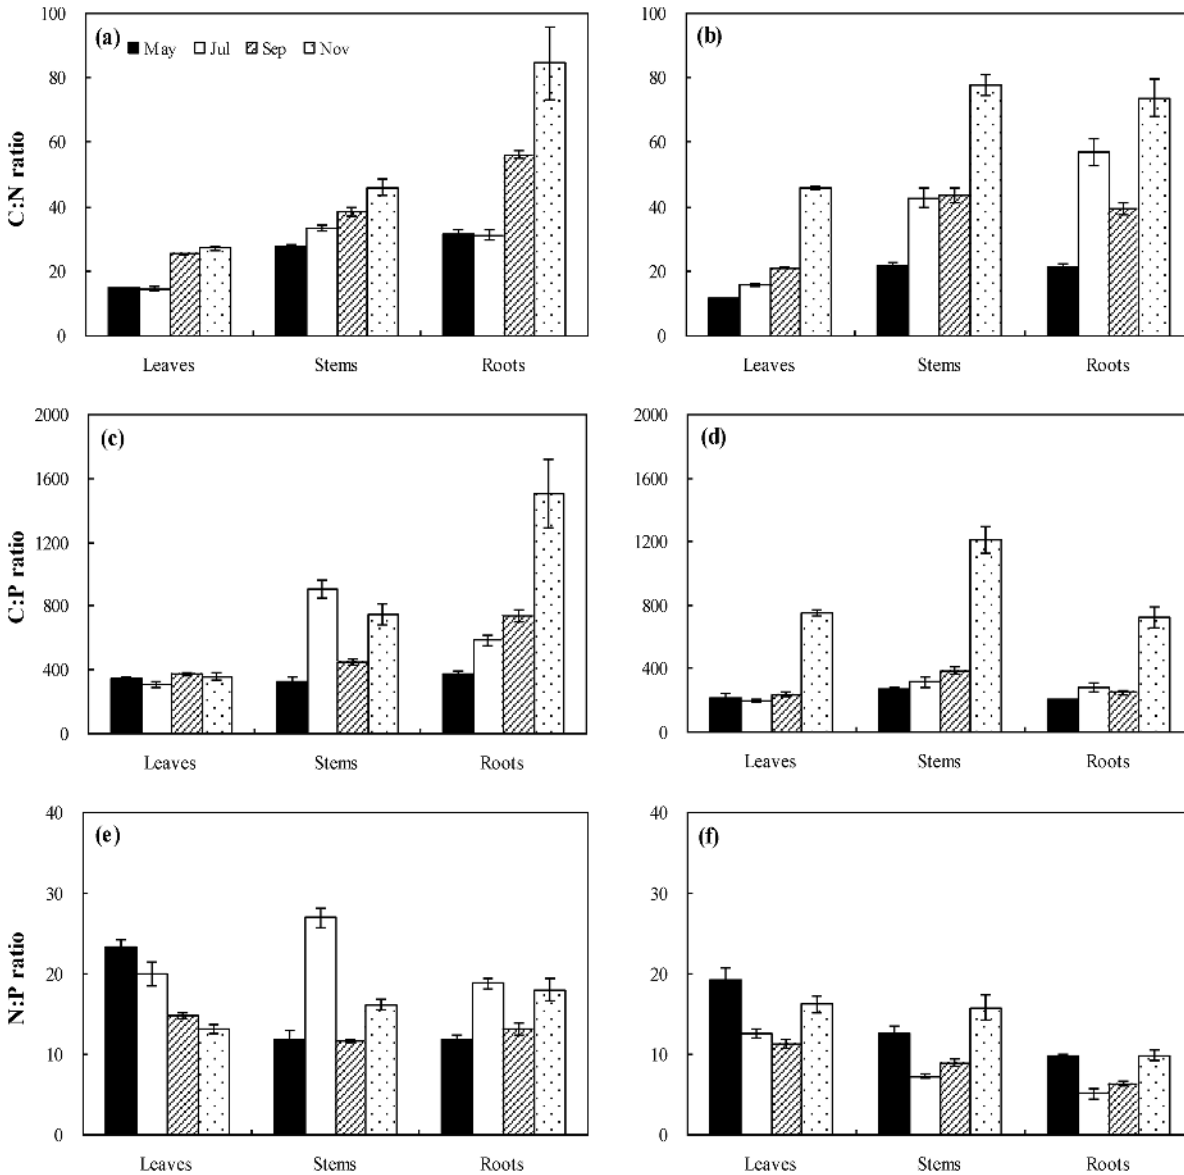 (a)
May Jul Sep Nov
C:N ratio
100
80
60
40
20
0
Leaves Stems Roots
(b)
100
80
60
40
20
0
Leaves Stems Roots
(c)
C:P ratio
2000
1600
1200
800
400
0
Leaves Stems Roots
(d)
2000
1600
1200
800
400
0
Leaves Stems Roots
(e)
N:P ratio
40
30
20
10
0
Leaves Stems Roots
(f)
40
30
20
10
0
Leaves Stems Roots